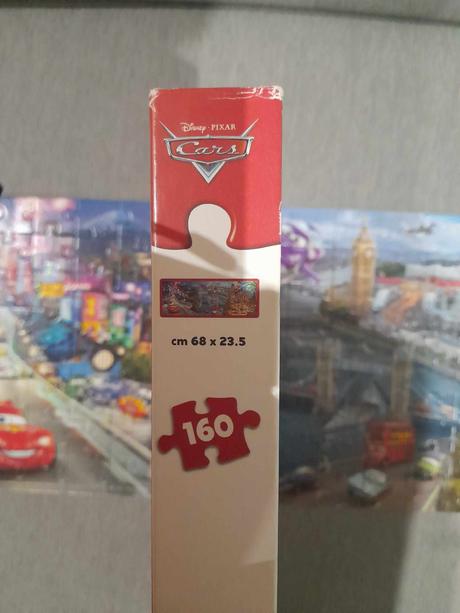 Disney · PIXAR
Cars
cm 68 x 23.5
160